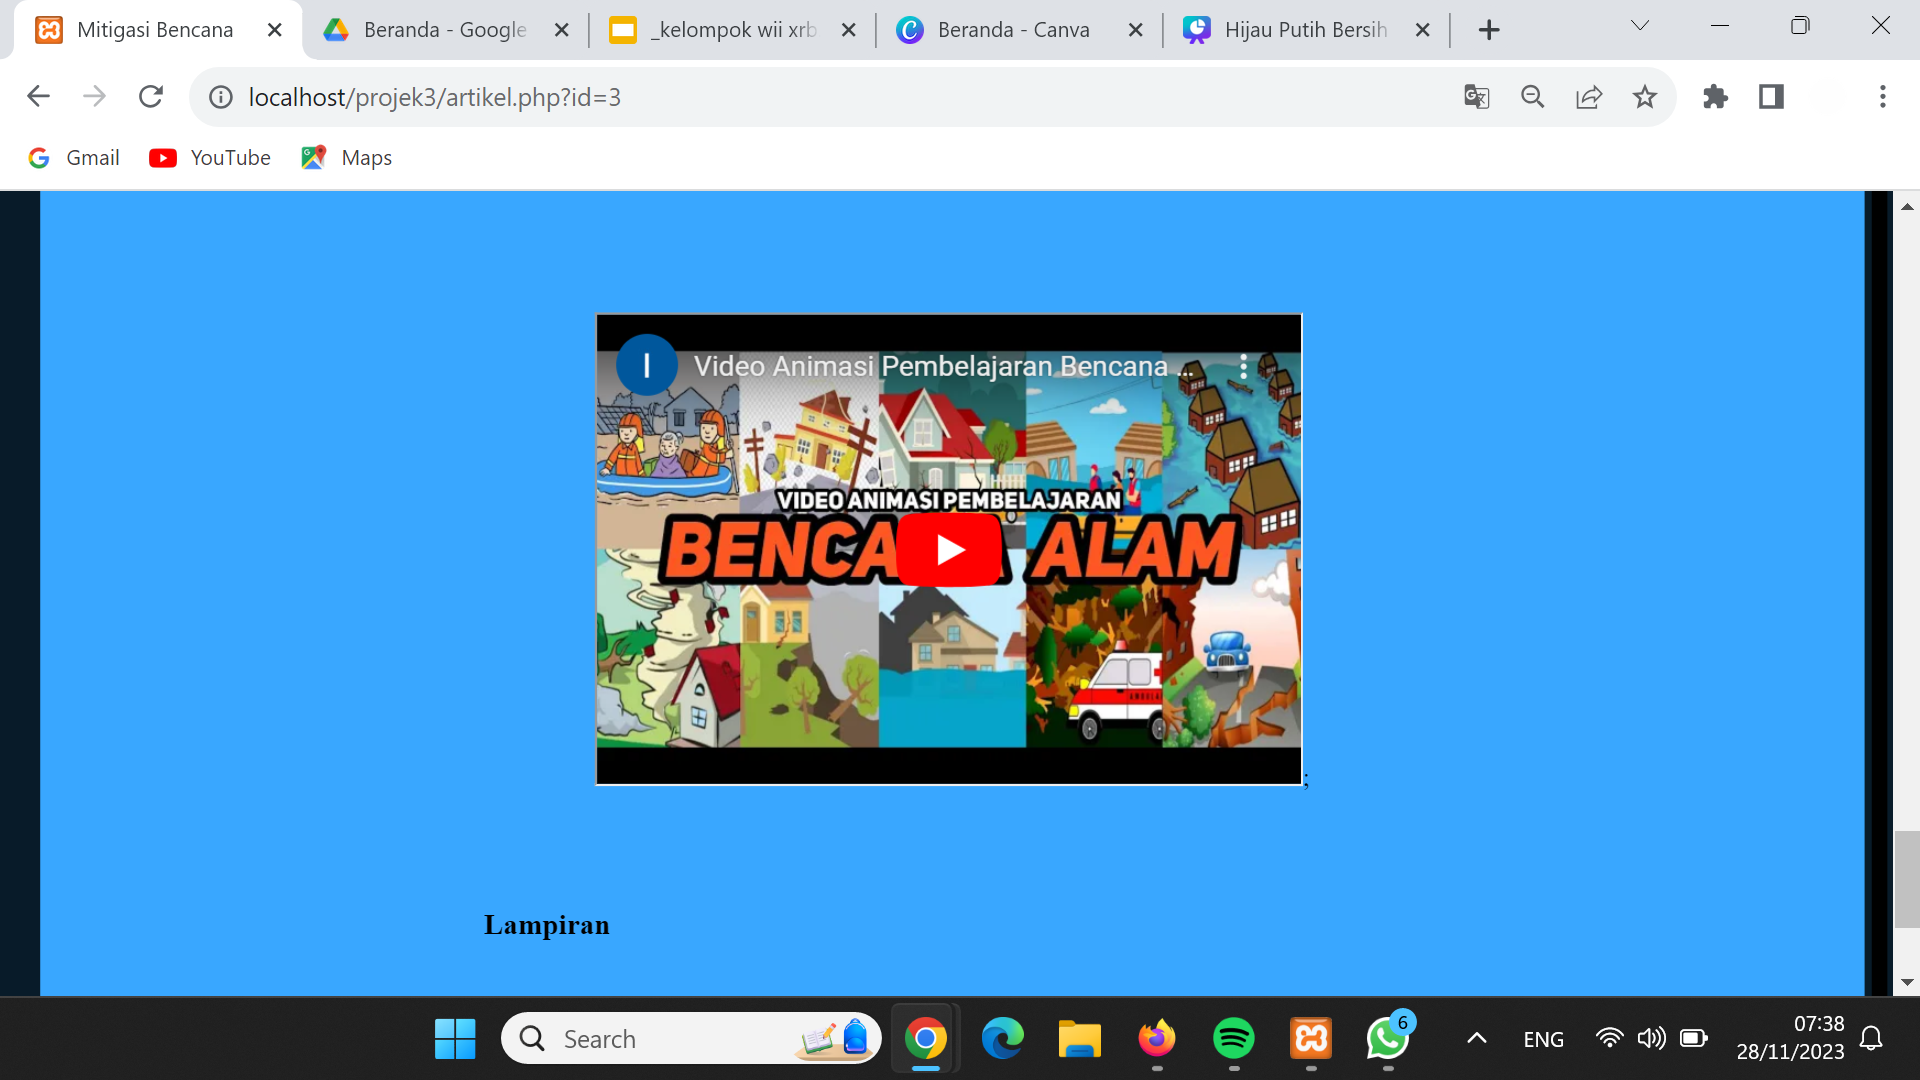 Mitigasi Bencana
Beranda - Google
_kelompok wii xrb
Beranda - Canva
Hijau Putih Bersih
localhost/projek3/artikel.php?id=3
Gmail
YouTube
Maps
I
Video Animasi Pembelajaran Bencana ...
VIDEO ANIMASI PEMBELAJARAN
ALAM
;
Lampiran
Search
6
ENG
07:38
28/11/2023